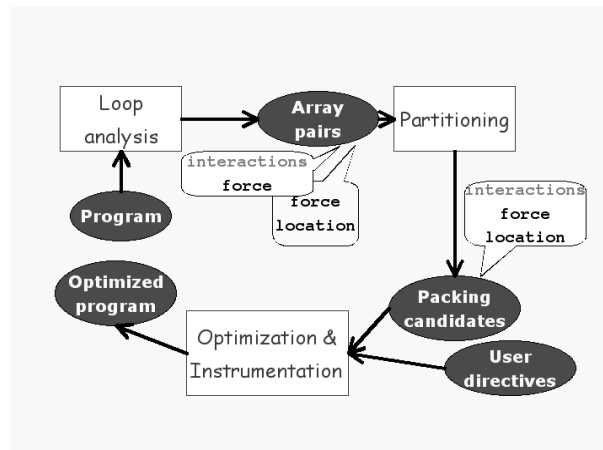 Loop
analysis
Array
pairs
Partitioning
interactions
force
force
location
interactions
force
location
Program
Optimized
program
Packing
candidates
Optimization &
Instrumentation
User
directives